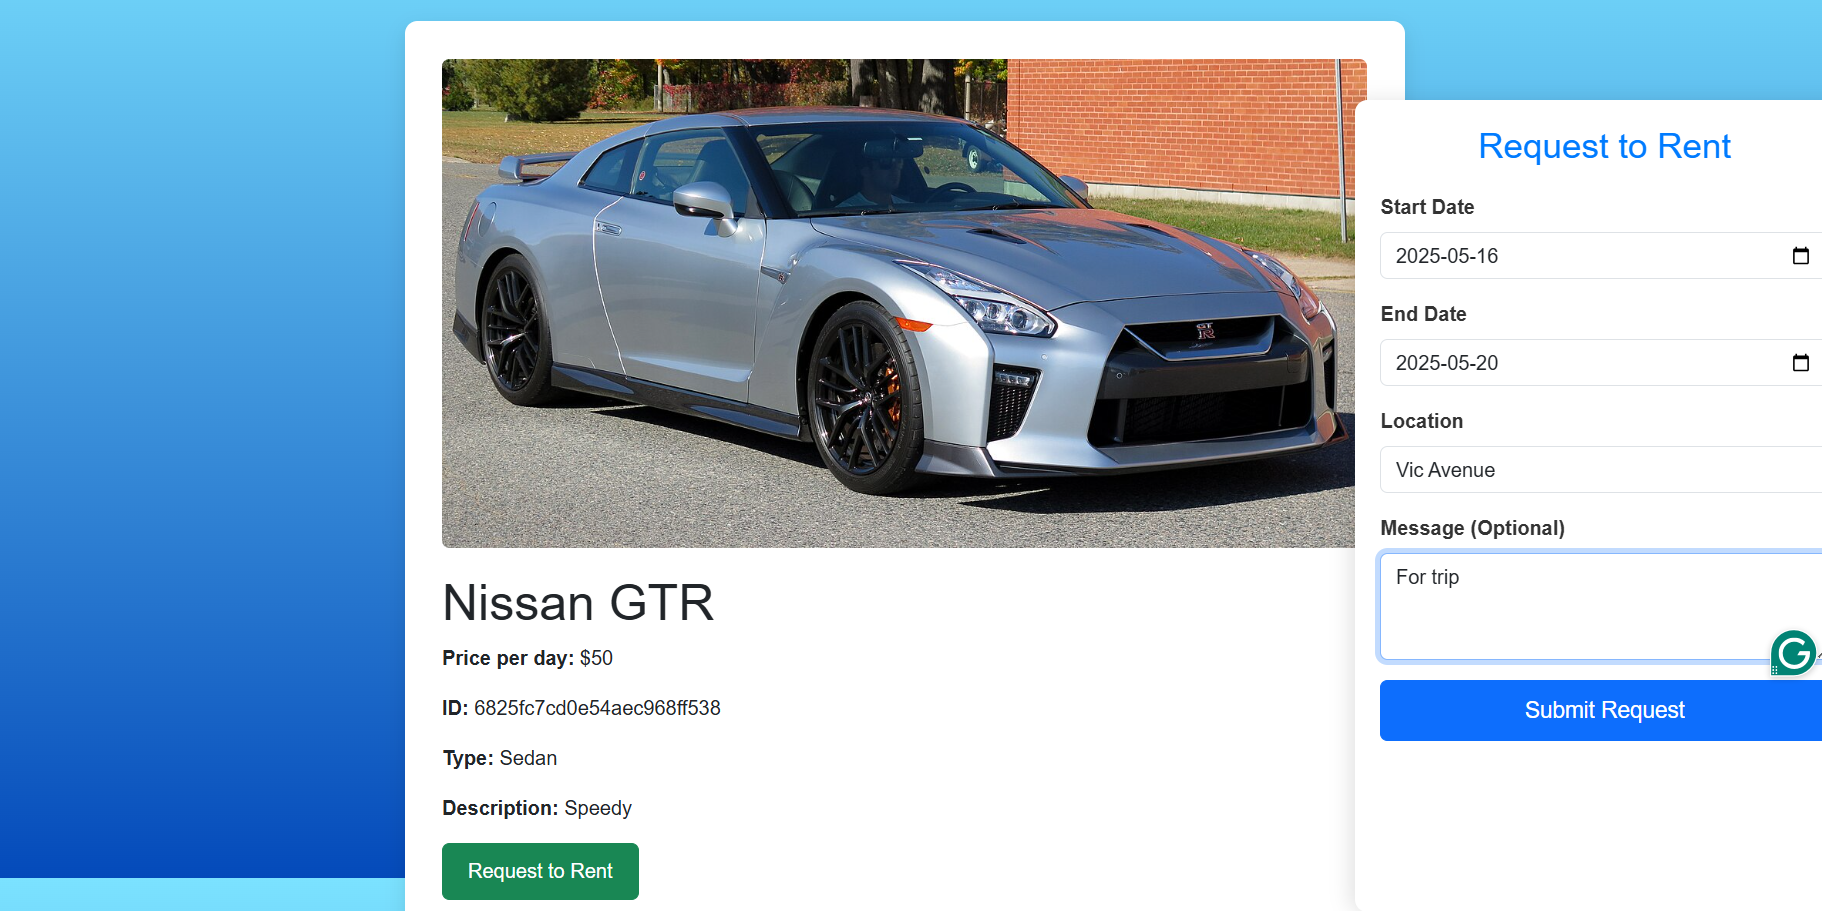 Nissan GTR
Price per day: $50
ID: 6825fc7cd0e54aec968ff538
Type: Sedan
Description: Speedy
Request to Rent
Request to Rent
Start Date
2025-05-16
End Date
2025-05-20
Location
Vic Avenue
Message (Optional)
For trip
G
Submit Request
GT
R